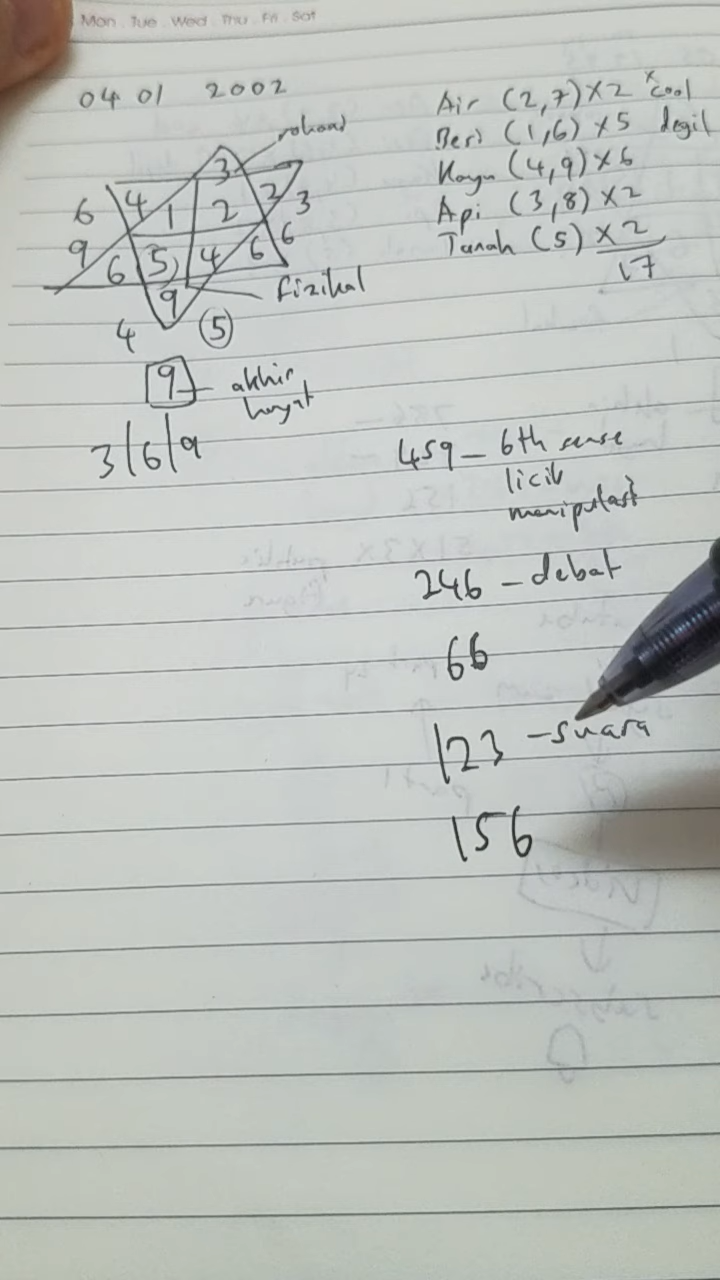 Mon . Tue . Wed . Thu . Fri . Sat
04 01 2002
rohani
3
6 4 1 2 2 3
9 6 5 4 6 6
9 fizikal
4 5
9 - akhir
hayat
3/6/9
Air (2,7) x2 x cool
Besi (1,6) x5 degil
Kayu (4,9) x6
Api (3,8) x2
Tanah (5) x2
17
459 - 6th sense
licik
manipulasi
246 - debat
66
123 - suara
156